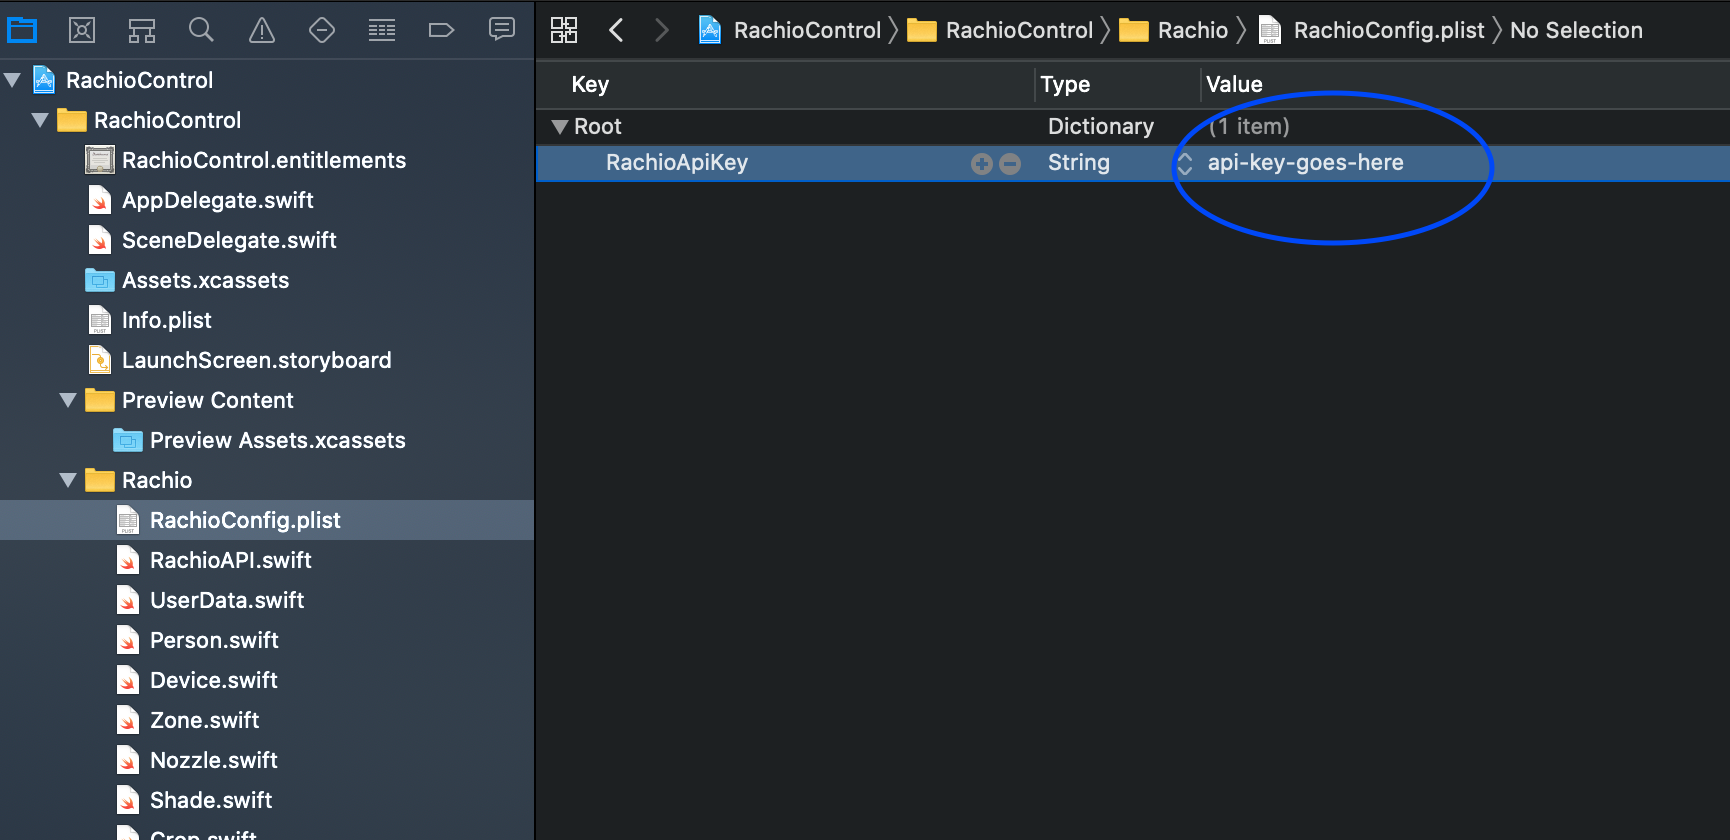 RachioControl
RachioControl
RachioControl.entitlements
AppDelegate.swift
SceneDelegate.swift
Assets.xcassets
Info.plist
LaunchScreen.storyboard
Preview Content
Preview Assets.xcassets
Rachio
RachioConfig.plist
RachioAPI.swift
UserData.swift
Person.swift
Device.swift
Zone.swift
Nozzle.swift
Shade.swift
Crop.swift
RachioControl RachioControl Rachio RachioConfig.plist No Selection
Key Type Value
Root Dictionary (1 item)
RachioApiKey String api-key-goes-here